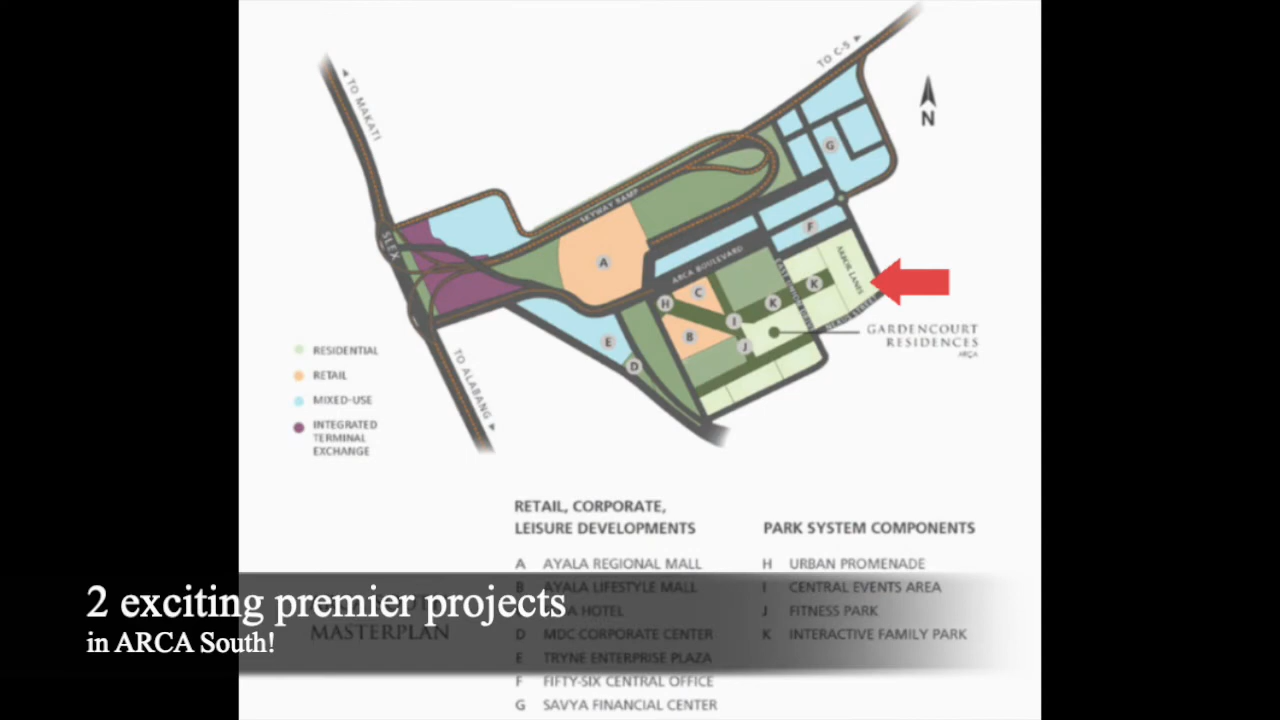 TO MAKATI
TO C-5
N
G
SKYWAY RAMP
SLEX
A
F
ARCA BOULEVARD
ARBOR LANES
C
K
K
H
I
B
J
E
D
GARDENCOURT
RESIDENCES
ARCA
TO ALABANG
RESIDENTIAL
RETAIL
MIXED-USE
INTEGRATED
TERMINAL
EXCHANGE
RETAIL, CORPORATE,
LEISURE DEVELOPMENTS
A AYALA REGIONAL MALL
B AYALA LIFESTYLE MALL
HOTEL
D MDC CORPORATE CENTER
E TRYNE ENTERPRISE PLAZA
F FIFTY-SIX CENTRAL OFFICE
G SAVYA FINANCIAL CENTER
PARK SYSTEM COMPONENTS
H URBAN PROMENADE
I CENTRAL EVENTS AREA
J FITNESS PARK
K INTERACTIVE FAMILY PARK
MASTERPLAN
2 exciting premier projects
in ARCA South!